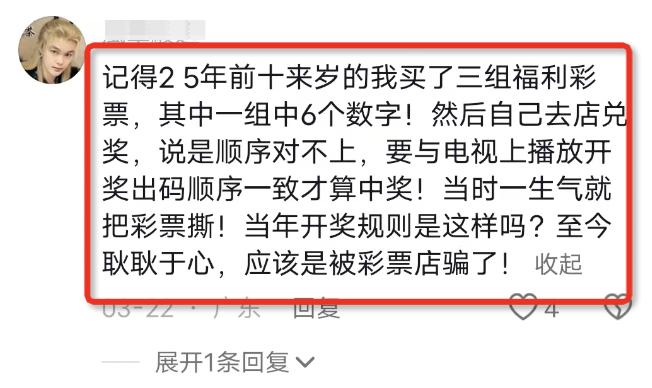 记得2 5年前十来岁的我买了三组福利彩
票，其中一组中6个数字！然后自己去店兑
奖，说是顺序对不上，要与电视上播放开
奖出码顺序一致才算中奖！当时一生气就
把彩票撕！当年开奖规则是这样吗？至今
耿耿于心，应该是被彩票店骗了！ 收起
03-22 · 广东 回复 4
展开1条回复